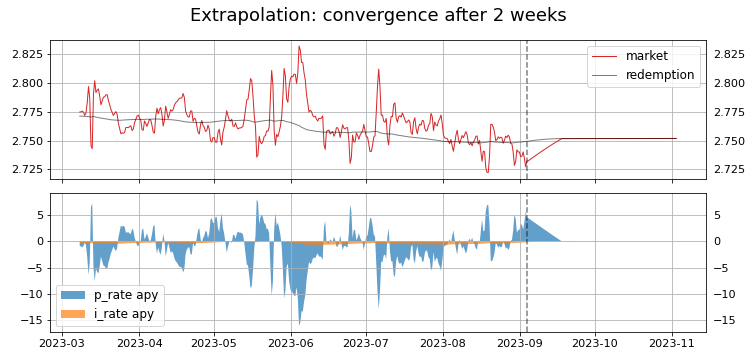 Extrapolation: convergence after 2 weeks
2.825 2.825
2.800 2.800
2.775 2.775
2.750 2.750
2.725 2.725
market
redemption
5 5
0 0
−5 −5
−10 −10
−15 −15
p_rate apy
i_rate apy
2023-03 2023-04 2023-05 2023-06 2023-07 2023-08 2023-09 2023-10 2023-11